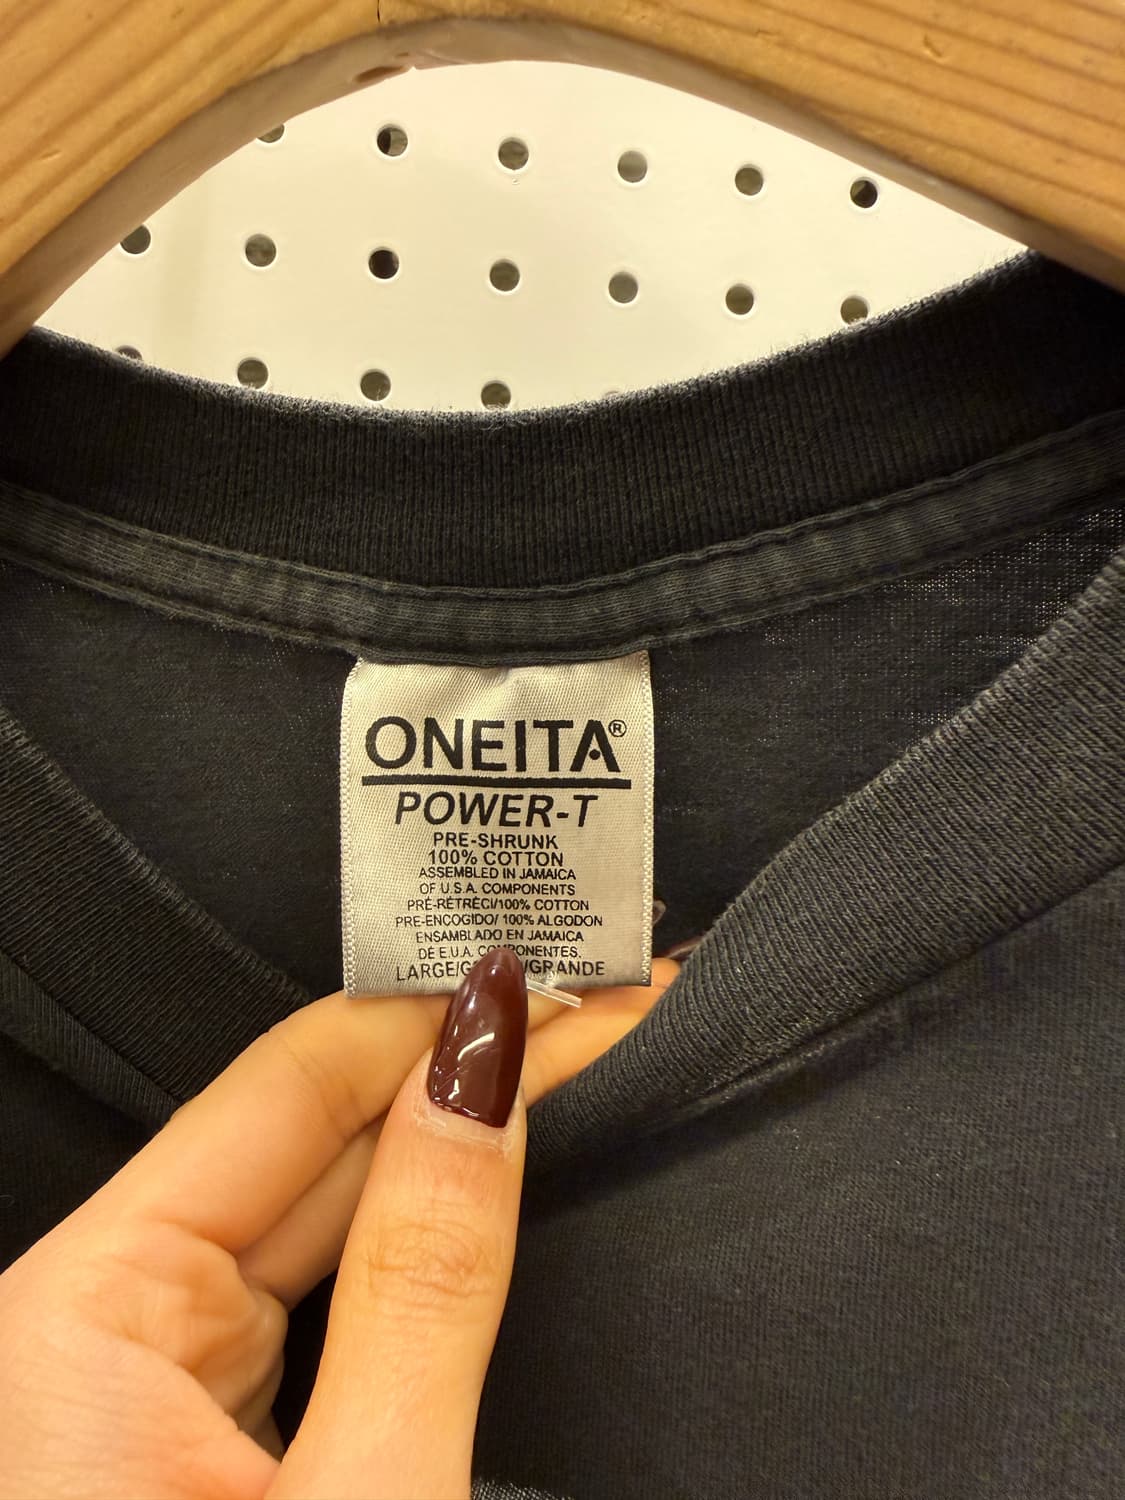 ONEITA®
POWER-T
PRE-SHRUNK
100% COTTON
ASSEMBLED IN JAMAICA
OF U.S.A. COMPONENTS
PRÉ-RÉTRÉCI/100% COTTON
PRE-ENCOGIDO/ 100% ALGODON
ENSAMBLADO EN JAMAICA
DE E.U.A. COMPONENTES.
LARGE/ /GRANDE